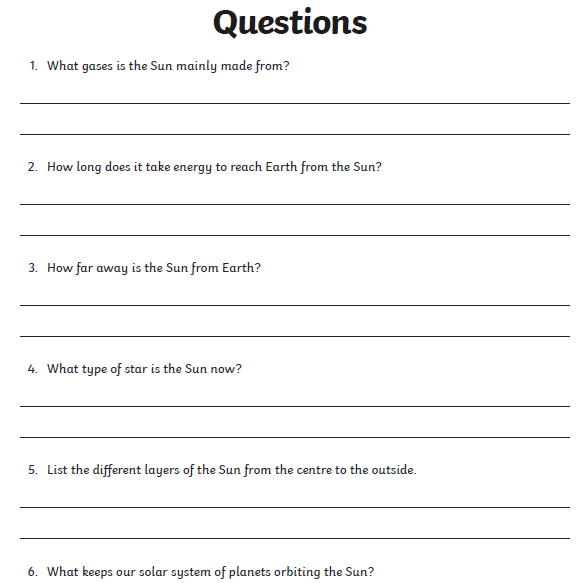 Questions
1. What gases is the Sun mainly made from?
2. How long does it take energy to reach Earth from the Sun?
3. How far away is the Sun from Earth?
4. What type of star is the Sun now?
5. List the different layers of the Sun from the centre to the outside.
6. What keeps our solar system of planets orbiting the Sun?